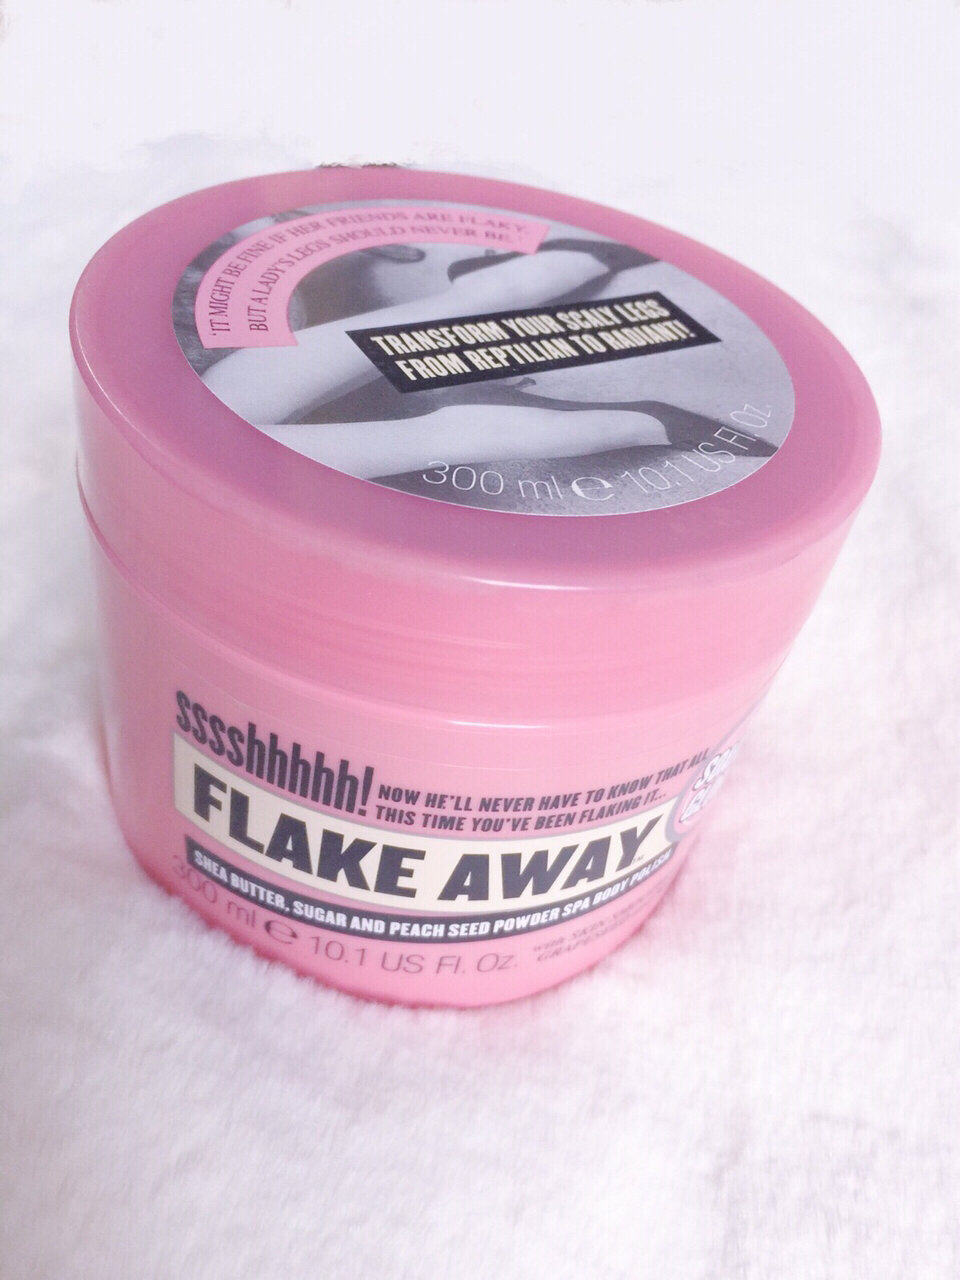 'IT MIGHT BE FINE IF HER FRIENDS ARE FLAKY..
BUT A LADY'S LEGS SHOULD NEVER BE.'
TRANSFORM YOUR SCALY LEGS
FROM REPTILIAN TO RADIANT!
300 ml e 10.1 US Fl Oz.
SSSShhhhhh!
NOW HE'LL NEVER HAVE TO KNOW THAT ALL
THIS TIME YOU'VE BEEN FLAKING IT...
FLAKE AWAY™
SHEA BUTTER, SUGAR AND PEACH SEED POWDER SPA BODY POLISH
300 ml e 10.1 US Fl. Oz.
with